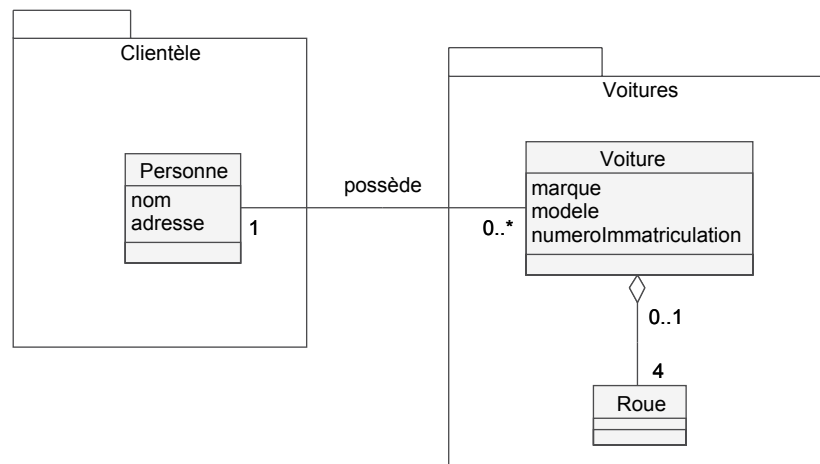 Clientèle
Voitures
Personne
nom
adresse
1
possède
0..*
Voiture
marque
modele
numeroImmatriculation
0..1
4
Roue